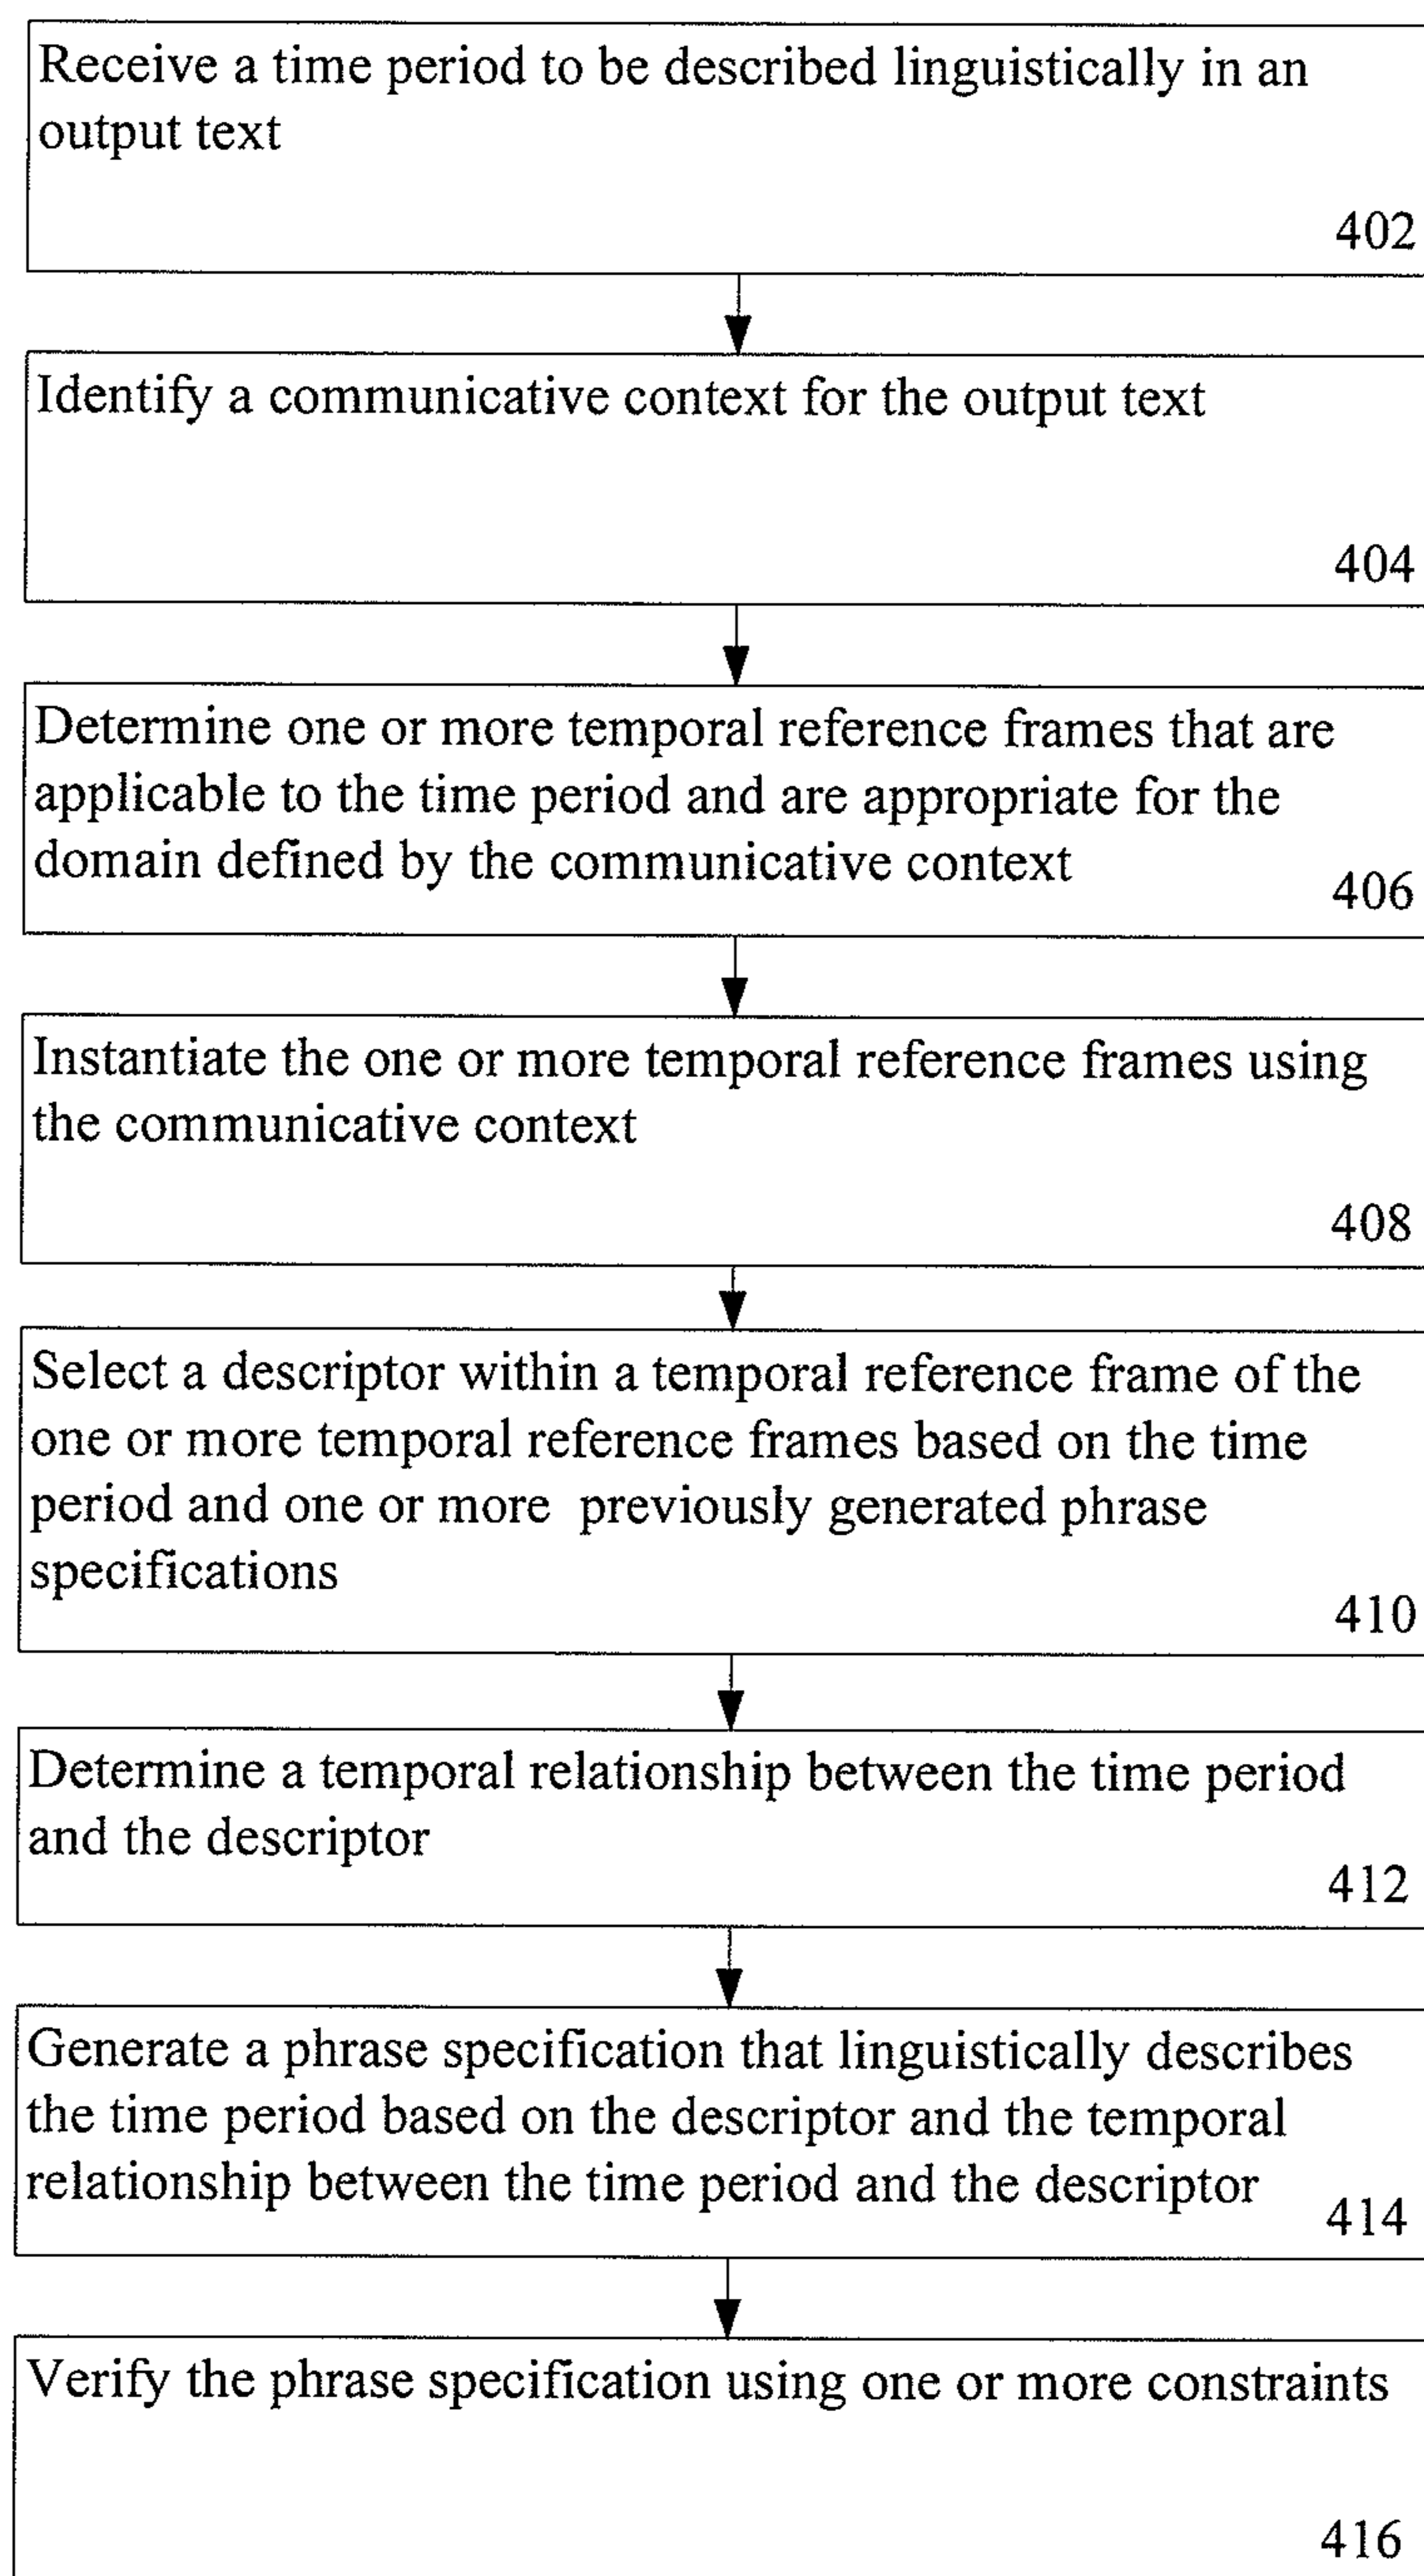 Receive a time period to be described linguistically in an
output text
402
Identify a communicative context for the output text
404
Determine one or more temporal reference frames that are
applicable to the time period and are appropriate for the
domain defined by the communicative context
406
Instantiate the one or more temporal reference frames using
the communicative context
408
Select a descriptor within a temporal reference frame of the
one or more temporal reference frames based on the time
period and one or more previously generated phrase
specifications
410
Determine a temporal relationship between the time period
and the descriptor
412
Generate a phrase specification that linguistically describes
the time period based on the descriptor and the temporal
relationship between the time period and the descriptor
414
Verify the phrase specification using one or more constraints
416